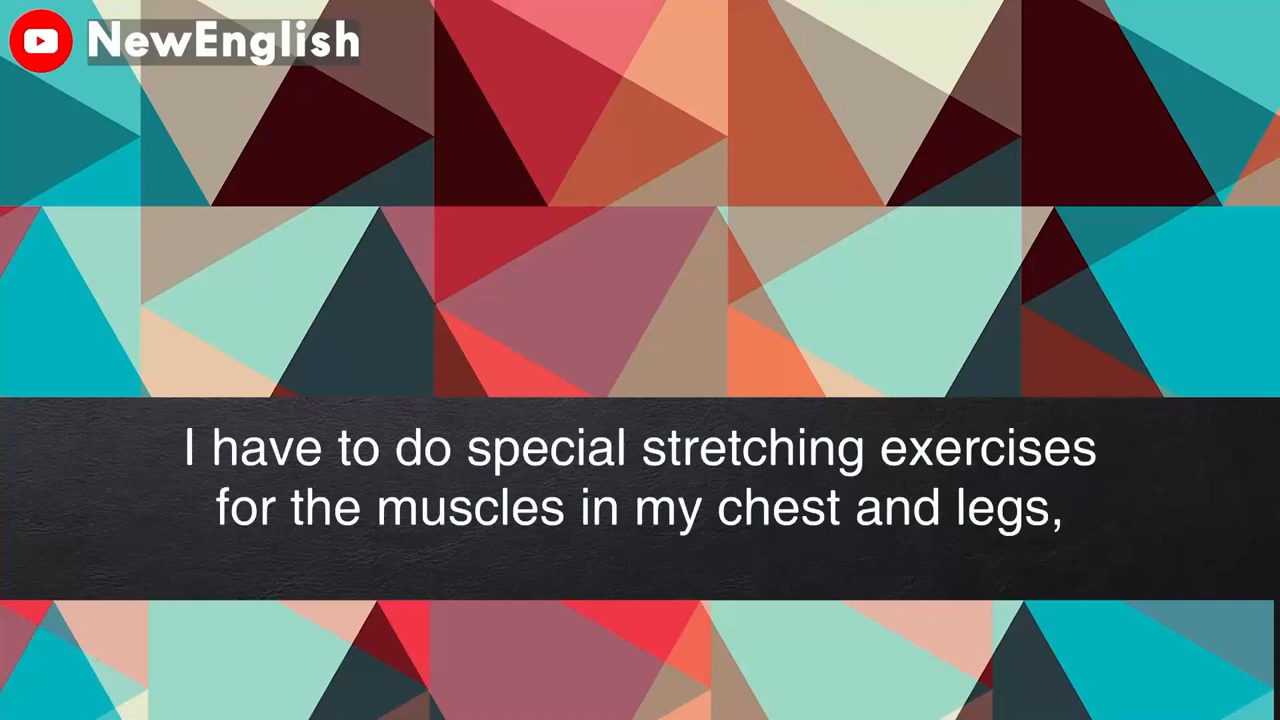 NewEnglish
I have to do special stretching exercises
for the muscles in my chest and legs,